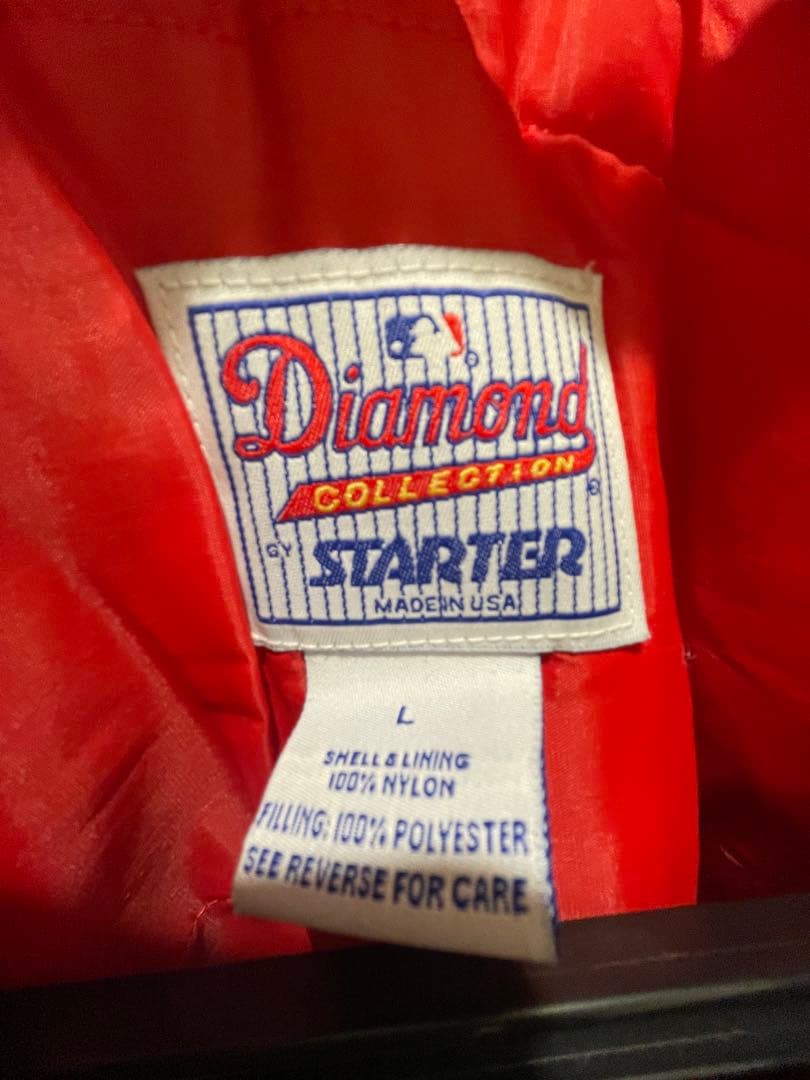 Diamond
COLLECTION
BY STARTER
MADE IN USA
L
SHELL & LINING
100% NYLON
FILLING: 100% POLYESTER
SEE REVERSE FOR CARE